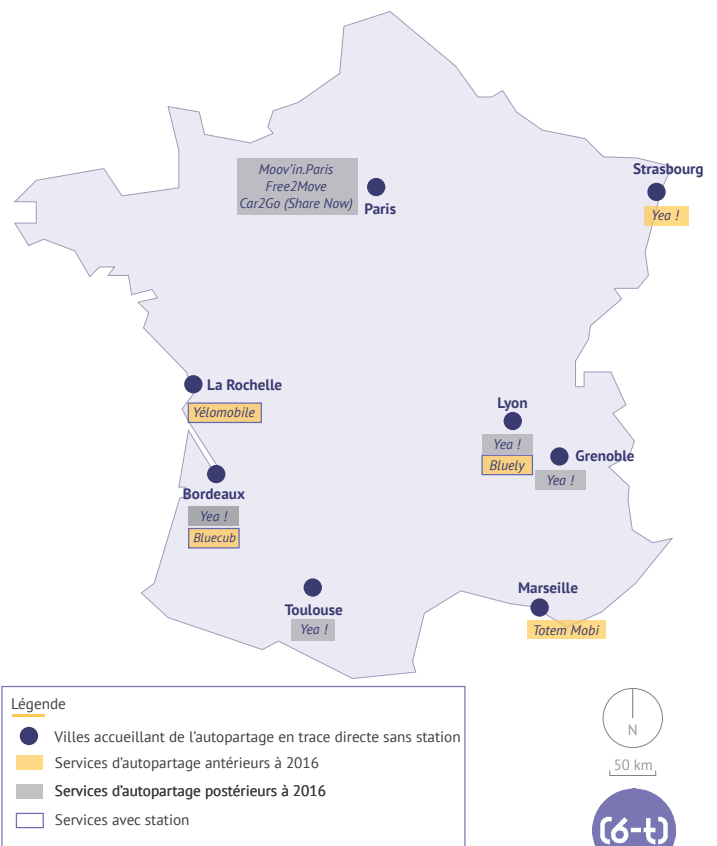 Moov'in.Paris
Free2Move
Car2Go (Share Now)
Paris
Strasbourg
Yea !
La Rochelle
Yélomobile
Lyon
Yea !
Bluely
Grenoble
Yea !
Bordeaux
Yea !
Bluecub
Toulouse
Yea !
Marseille
Totem Mobi
Légende
Villes accueillant de l'autopartage en trace directe sans station
Services d'autopartage antérieurs à 2016
Services d'autopartage postérieurs à 2016
Services avec station
N
50 km
(6-t)